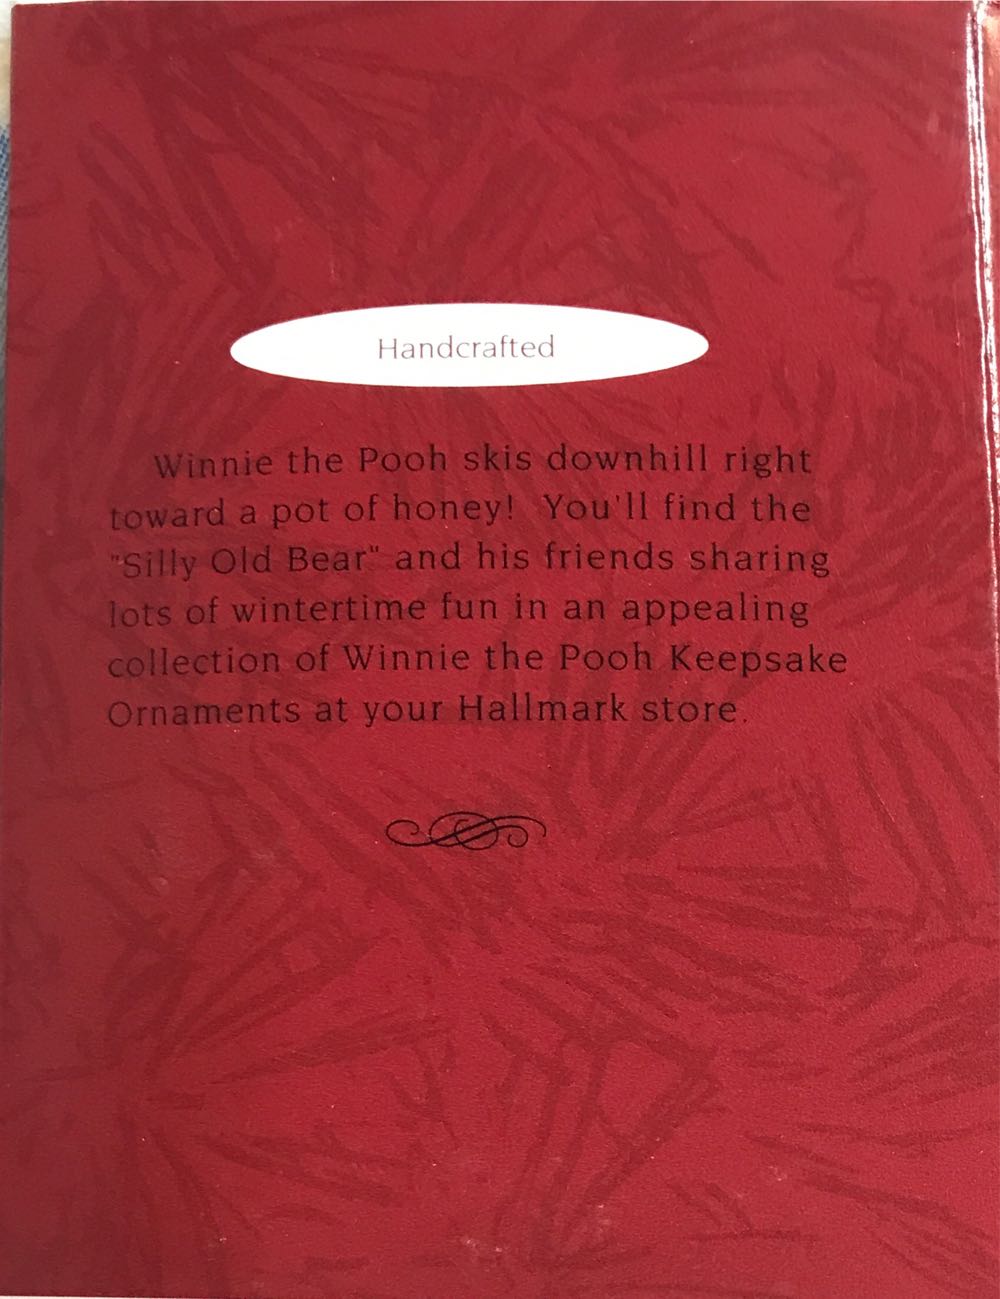 Handcrafted
Winnie the Pooh skis downhill right
toward a pot of honey! You'll find the
"Silly Old Bear" and his friends sharing
lots of wintertime fun in an appealing
collection of Winnie the Pooh Keepsake
Ornaments at your Hallmark store.